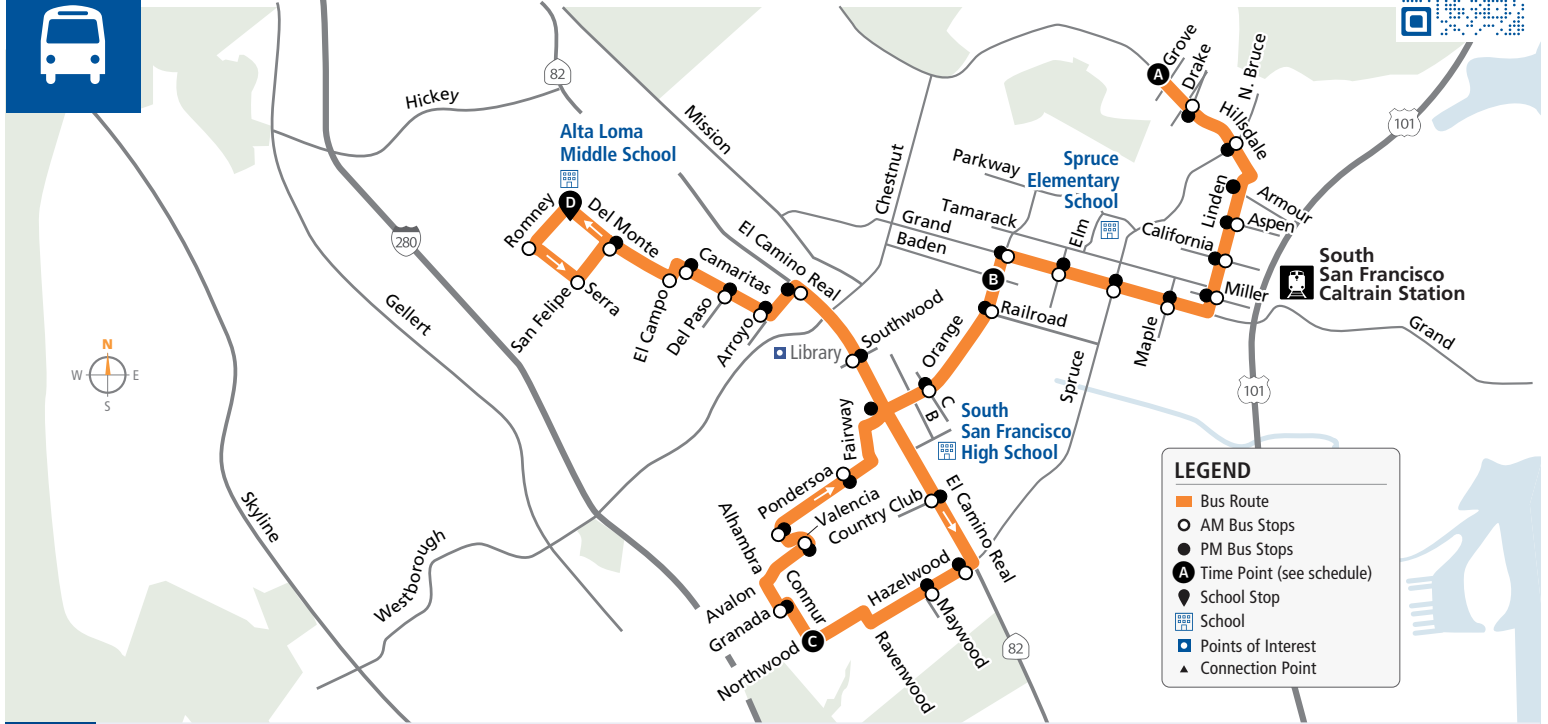 Grove
Drake
N. Bruce
Hillsdale
82
Hickey
101
Mission
Alta Loma
Middle School
Chestnut
Parkway
Spruce
Elementary
School
Linden
Armour
Aspen
D
A
Romney
Del Monte
El Camino Real
Grand
Tamarack
Baden
Elm
California
280
Camaritas
B
South
San Francisco
Caltrain Station
Miller
San Felipe
Serra
El Campo
Del Paso
Arroyo
Gellert
Southwood
Orange
Railroad
Maple
Grand
N
W
E
S
Library
Spruce
101
Fairway
C
B
South
San Francisco
High School
Pondersoa
Valencia
Country Club
El Camino Real
Alhambra
Skyline
Westborough
Avalon
Conmur
Granada
Hazelwood
Maywood
Northwood
C
Ravenwood
82
LEGEND
Bus Route
AM Bus Stops
PM Bus Stops
A Time Point (see schedule)
School Stop
School
Points of Interest
Connection Point